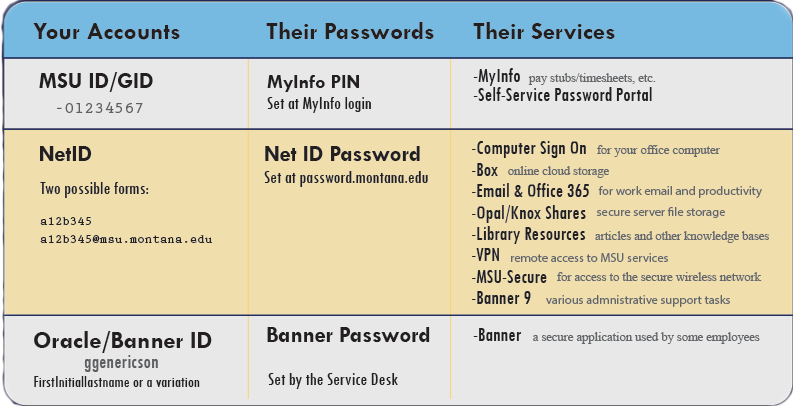 Your Accounts
Their Passwords
Their Services
MSU ID/GID
-01234567
MyInfo PIN
Set at MyInfo login
-MyInfo pay stubs/timesheets, etc.
-Self-Service Password Portal
NetID
Two possible forms:
a12b345
a12b345@msu.montana.edu
Net ID Password
Set at password.montana.edu
-Computer Sign On for your office computer
-Box online cloud storage
-Email & Office 365 for work email and productivity
-Opal/Knox Shares secure server file storage
-Library Resources articles and other knowledge bases
-VPN remote access to MSU services
-MSU-Secure for access to the secure wireless network
-Banner 9 various admnistrative support tasks
Oracle/Banner ID
ggenericson
FirstInitiallastname or a variation
Banner Password
Set by the Service Desk
-Banner a secure application used by some employees